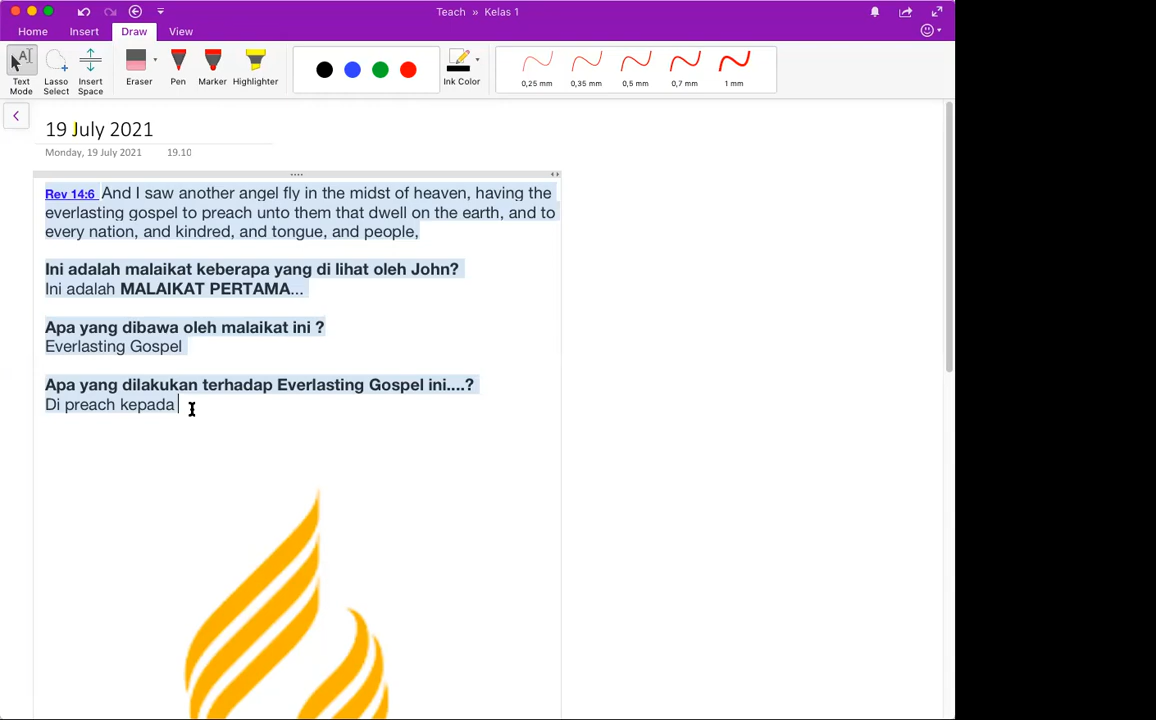 Teach » Kelas 1
Home Insert Draw View
Text Mode
Lasso Select
Insert Space
Eraser
Pen
Marker
Highlighter
Ink Color
0,25 mm
0,35 mm
0,5 mm
0,7 mm
1 mm
19 July 2021
Monday, 19 July 2021 19.10
Rev 14:6 And I saw another angel fly in the midst of heaven, having the
everlasting gospel to preach unto them that dwell on the earth, and to
every nation, and kindred, and tongue, and people,
Ini adalah malaikat keberapa yang di lihat oleh John?
Ini adalah MALAIKAT PERTAMA...
Apa yang dibawa oleh malaikat ini ?
Everlasting Gospel
Apa yang dilakukan terhadap Everlasting Gospel ini....?
Di preach kepada